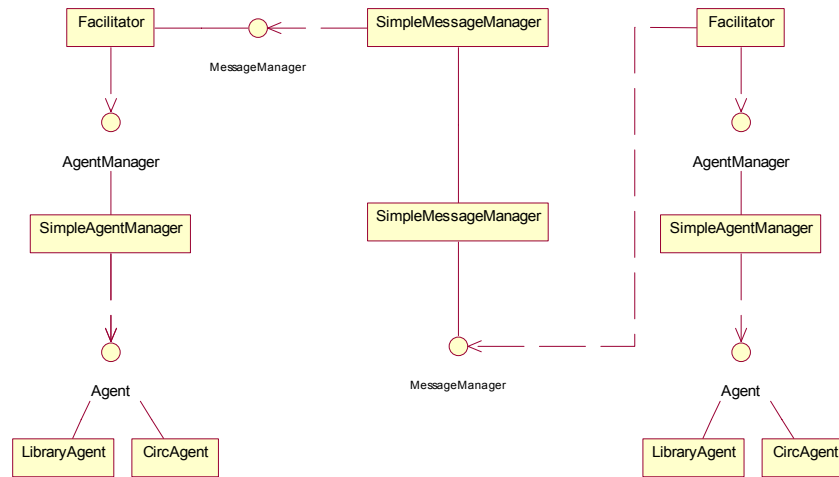 Facilitator
SimpleMessageManager
Facilitator
MessageManager
AgentManager
AgentManager
SimpleAgentManager
SimpleMessageManager
SimpleAgentManager
MessageManager
Agent
Agent
LibraryAgent
CircAgent
LibraryAgent
CircAgent